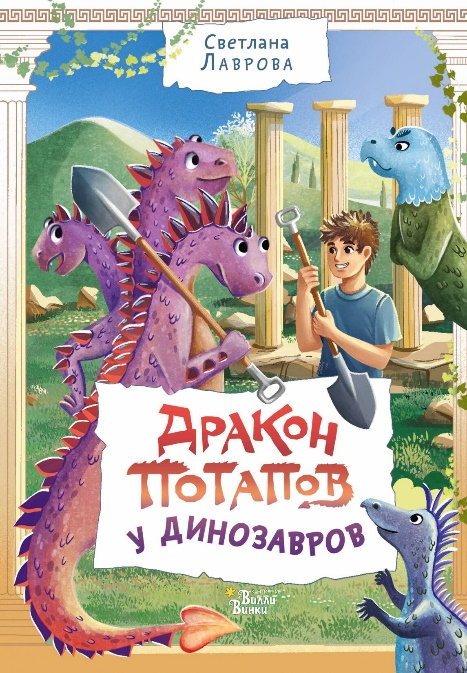 Светлана
Лаврова
Дракон
Потапов
у динозавров
Вилли
Винки